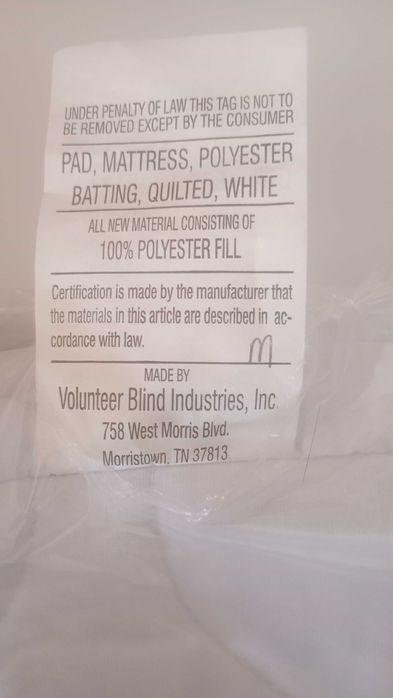 UNDER PENALTY OF LAW THIS TAG IS NOT TO
BE REMOVED EXCEPT BY THE CONSUMER
PAD, MATTRESS, POLYESTER
BATTING, QUILTED, WHITE
ALL NEW MATERIAL CONSISTING OF
100% POLYESTER FILL
Certification is made by the manufacturer that
the materials in this article are described in ac-
cordance with law.
m
MADE BY
Volunteer Blind Industries, Inc.
758 West Morris Blvd.
Morristown, TN 37813